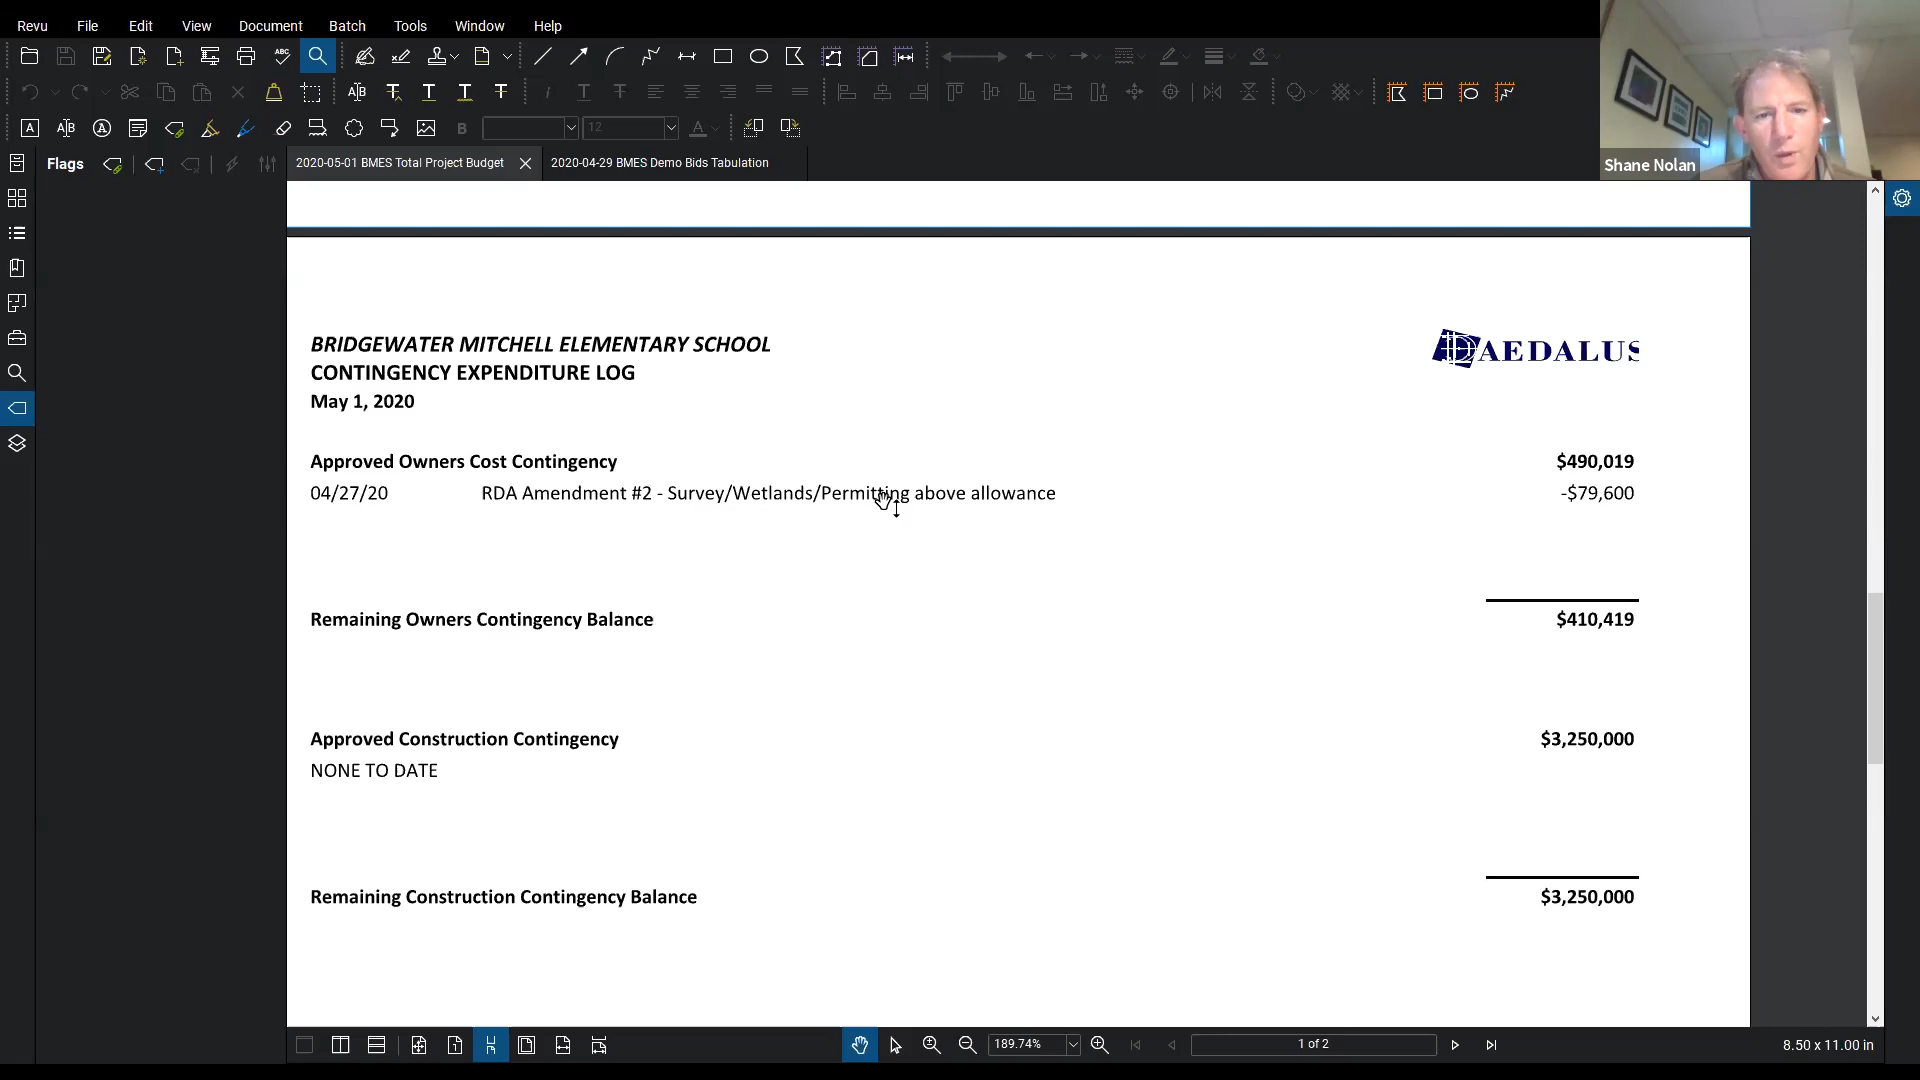 Revu File Edit View Document Batch Tools Window Help
ABC
12
Flags
2020-05-01 BMES Total Project Budget
2020-04-29 BMES Demo Bids Tabulation
Shane Nolan
BRIDGEWATER MITCHELL ELEMENTARY SCHOOL
DAEDALUS
CONTINGENCY EXPENDITURE LOG
May 1, 2020
Approved Owners Cost Contingency $490,019
04/27/20 RDA Amendment #2 - Survey/Wetlands/Permitting above allowance -$79,600
Remaining Owners Contingency Balance $410,419
Approved Construction Contingency $3,250,000
NONE TO DATE
Remaining Construction Contingency Balance $3,250,000
189.74% 1 of 2 8.50 x 11.00 in